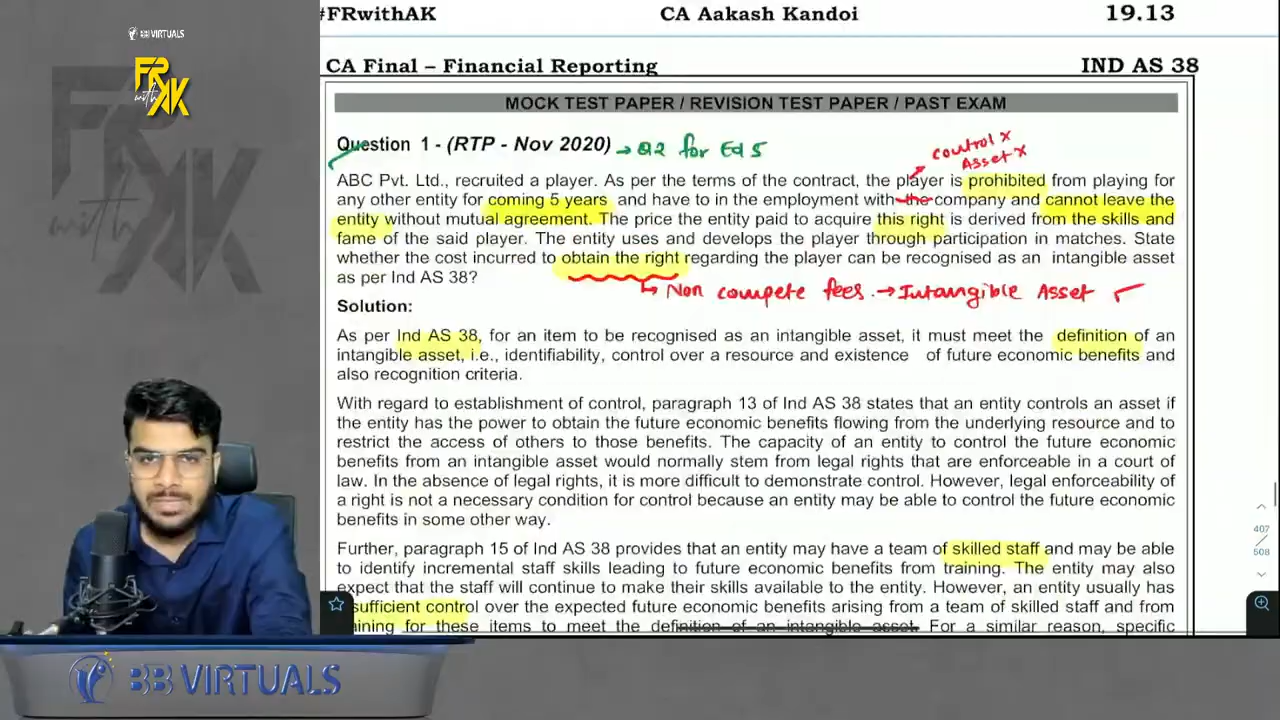 #FRwithAK CA Aakash Kandoi 19.13
BB VIRTUALS
FR with AK
CA Final – Financial Reporting IND AS 38
MOCK TEST PAPER / REVISION TEST PAPER / PAST EXAM
Question 1 - (RTP - Nov 2020) → Q2 for Ed 5
control x
Asset x
ABC Pvt. Ltd., recruited a player. As per the terms of the contract, the player is prohibited from playing for
any other entity for coming 5 years and have to in the employment with the company and cannot leave the
entity without mutual agreement. The price the entity paid to acquire this right is derived from the skills and
fame of the said player. The entity uses and develops the player through participation in matches. State
whether the cost incurred to obtain the right regarding the player can be recognised as an intangible asset
as per Ind AS 38?
Non compete fees. → Intangible Asset ✓
Solution:
As per Ind AS 38, for an item to be recognised as an intangible asset, it must meet the definition of an
intangible asset, i.e., identifiability, control over a resource and existence of future economic benefits and
also recognition criteria.
With regard to establishment of control, paragraph 13 of Ind AS 38 states that an entity controls an asset if
the entity has the power to obtain the future economic benefits flowing from the underlying resource and to
restrict the access of others to those benefits. The capacity of an entity to control the future economic
benefits from an intangible asset would normally stem from legal rights that are enforceable in a court of
law. In the absence of legal rights, it is more difficult to demonstrate control. However, legal enforceability of
a right is not a necessary condition for control because an entity may be able to control the future economic
benefits in some other way.
Further, paragraph 15 of Ind AS 38 provides that an entity may have a team of skilled staff and may be able
to identify incremental staff skills leading to future economic benefits from training. The entity may also
expect that the staff will continue to make their skills available to the entity. However, an entity usually has
sufficient control over the expected future economic benefits arising from a team of skilled staff and from
aining for these items to meet the definition of an intangible asset. For a similar reason, specific
407
/
508
BB VIRTUALS